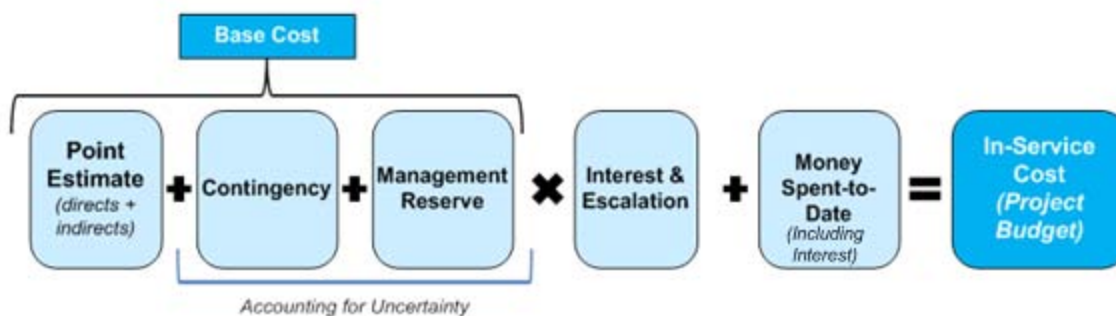 Base Cost
Point
Estimate
(directs +
indirects)
+
Contingency
+
Management
Reserve
×
Interest &
Escalation
+
Money
Spent-to-
Date
(Including
Interest)
=
In-Service
Cost
(Project
Budget)
Accounting for Uncertainty